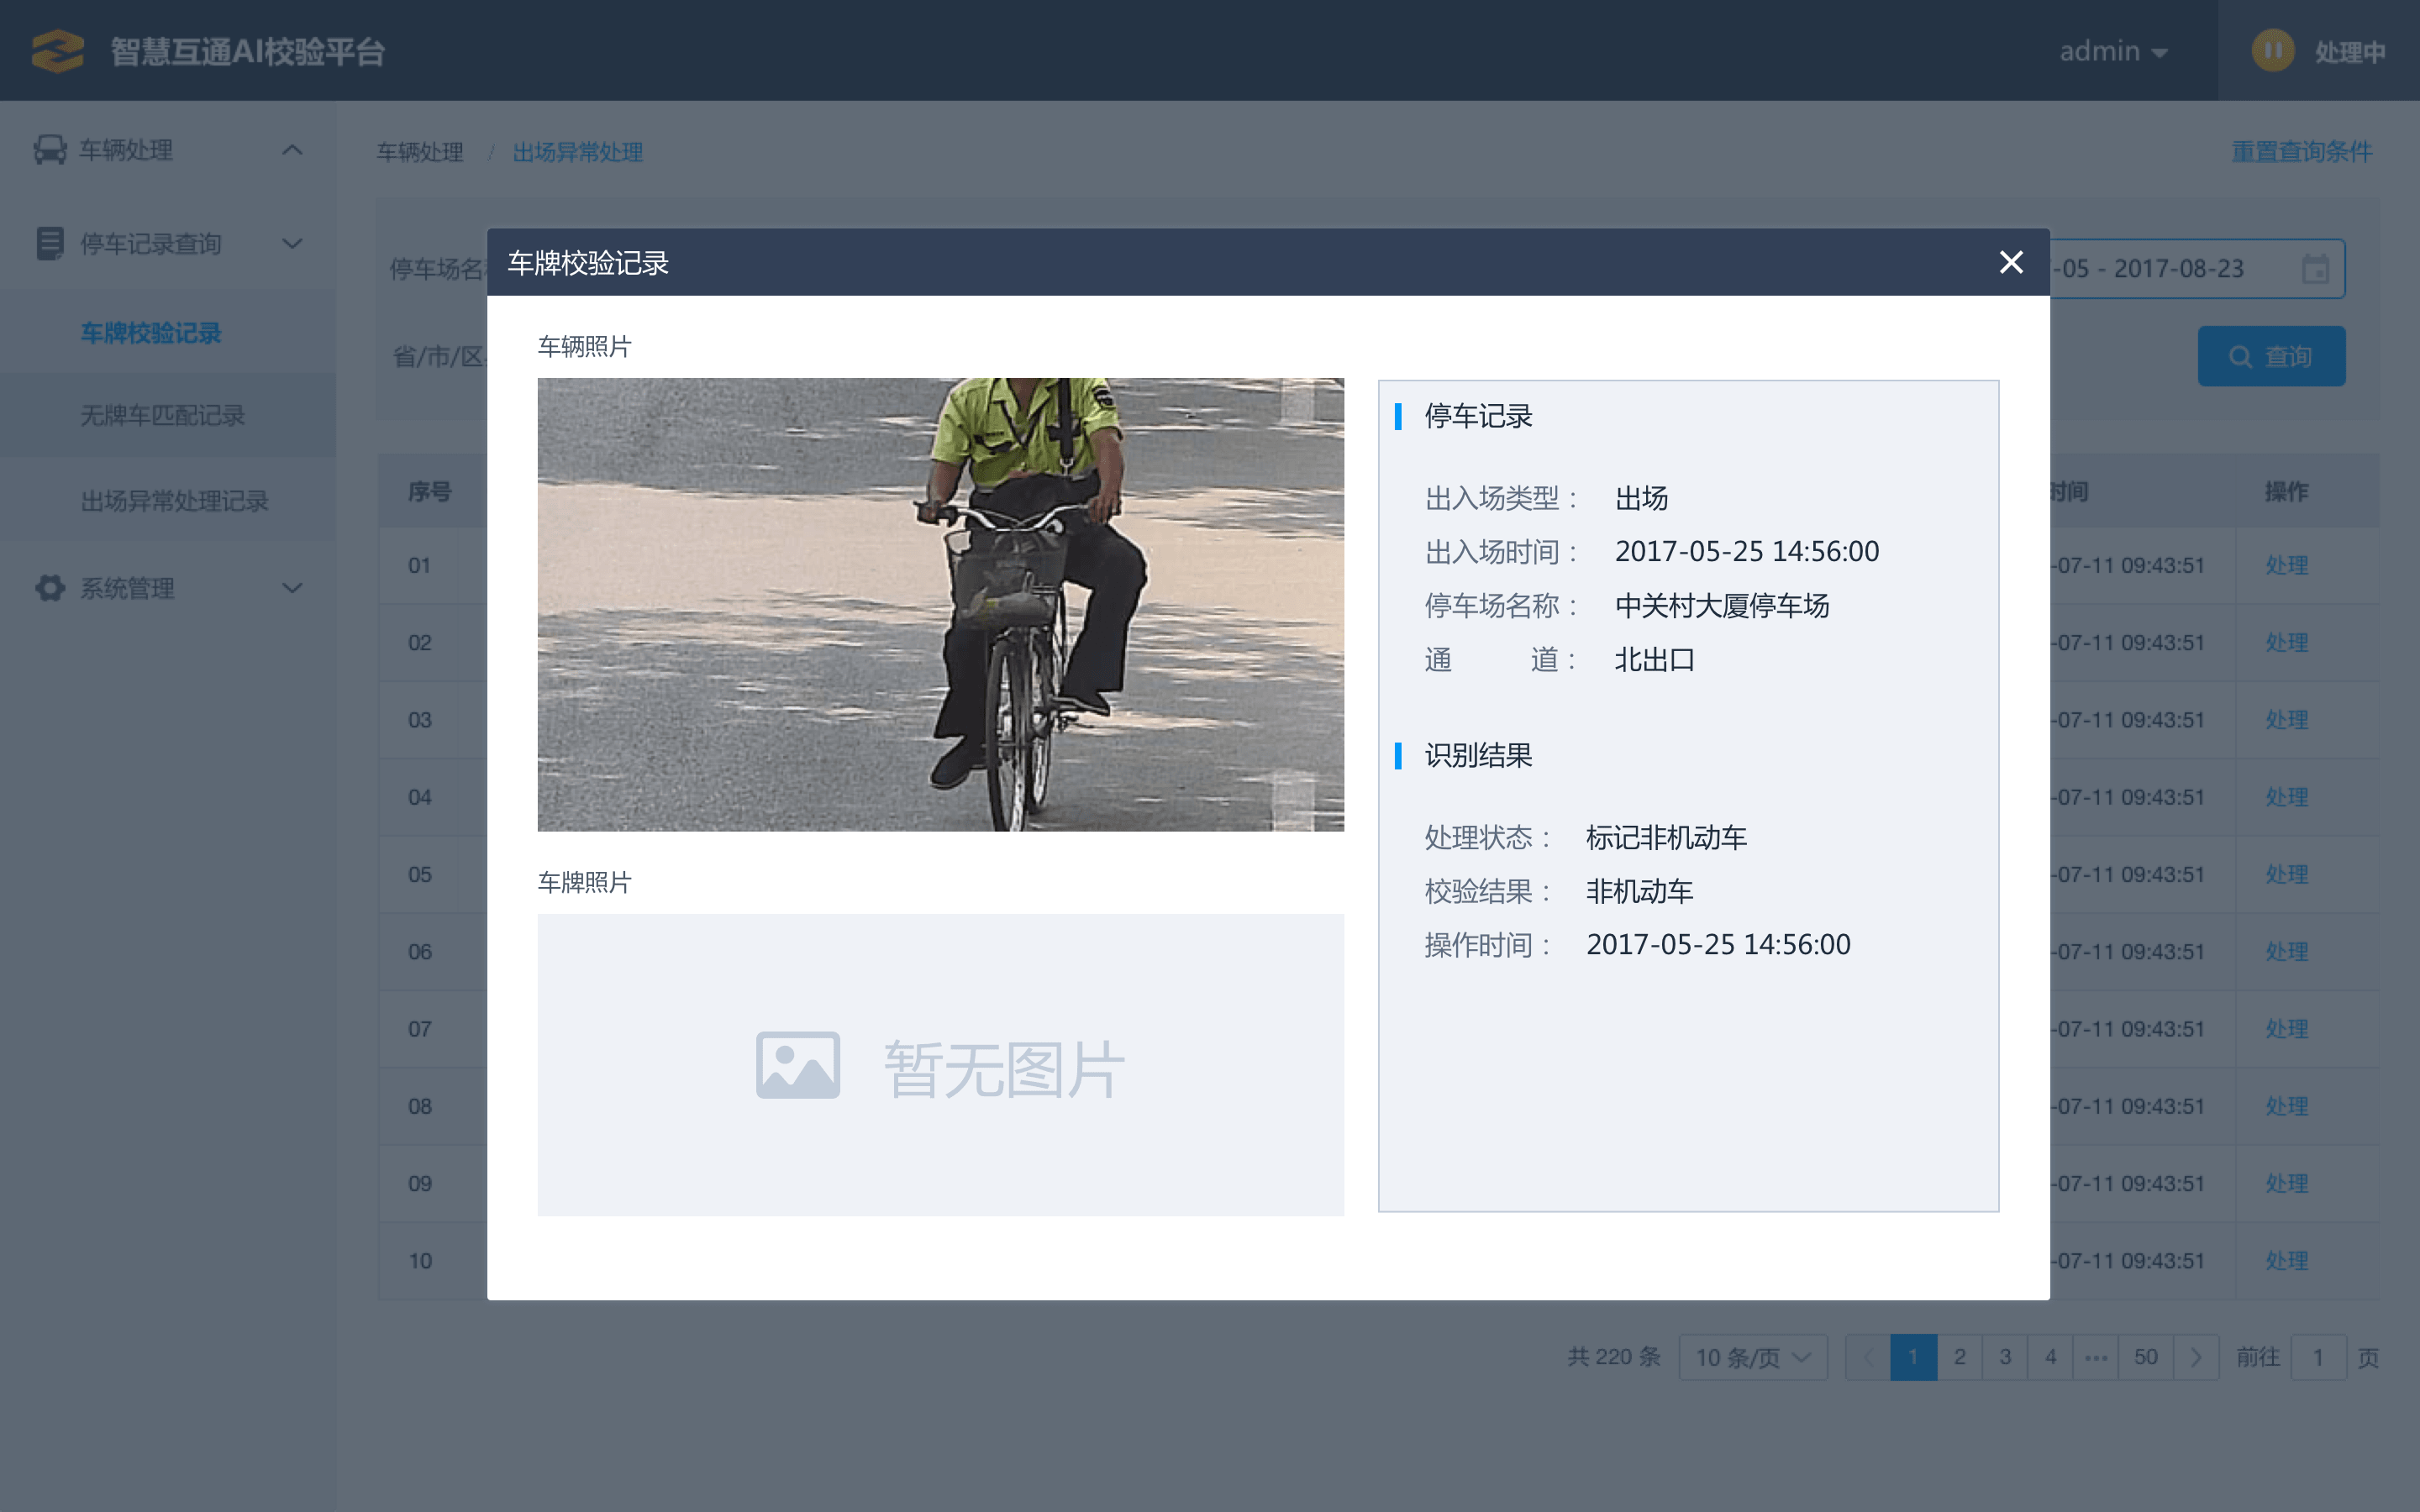 智慧互通AI校验平台
admin
处理中
车辆处理
停车记录查询
车牌校验记录
无牌车匹配记录
出场异常处理记录
系统管理
车辆处理 / 出场异常处理
重置查询条件
停车场名
-05 - 2017-08-23
省/市/区
查询
序号 时间 操作
01 -07-11 09:43:51 处理
02 -07-11 09:43:51 处理
03 -07-11 09:43:51 处理
04 -07-11 09:43:51 处理
05 -07-11 09:43:51 处理
06 -07-11 09:43:51 处理
07 -07-11 09:43:51 处理
08 -07-11 09:43:51 处理
09 -07-11 09:43:51 处理
10 -07-11 09:43:51 处理
共 220 条 10 条/页 1 2 3 4 ••• 50 前往 1 页
车牌校验记录
车辆照片
车牌照片
暂无图片
停车记录
出入场类型： 出场
出入场时间： 2017-05-25 14:56:00
停车场名称： 中关村大厦停车场
通 道： 北出口
识别结果
处理状态： 标记非机动车
校验结果： 非机动车
操作时间： 2017-05-25 14:56:00